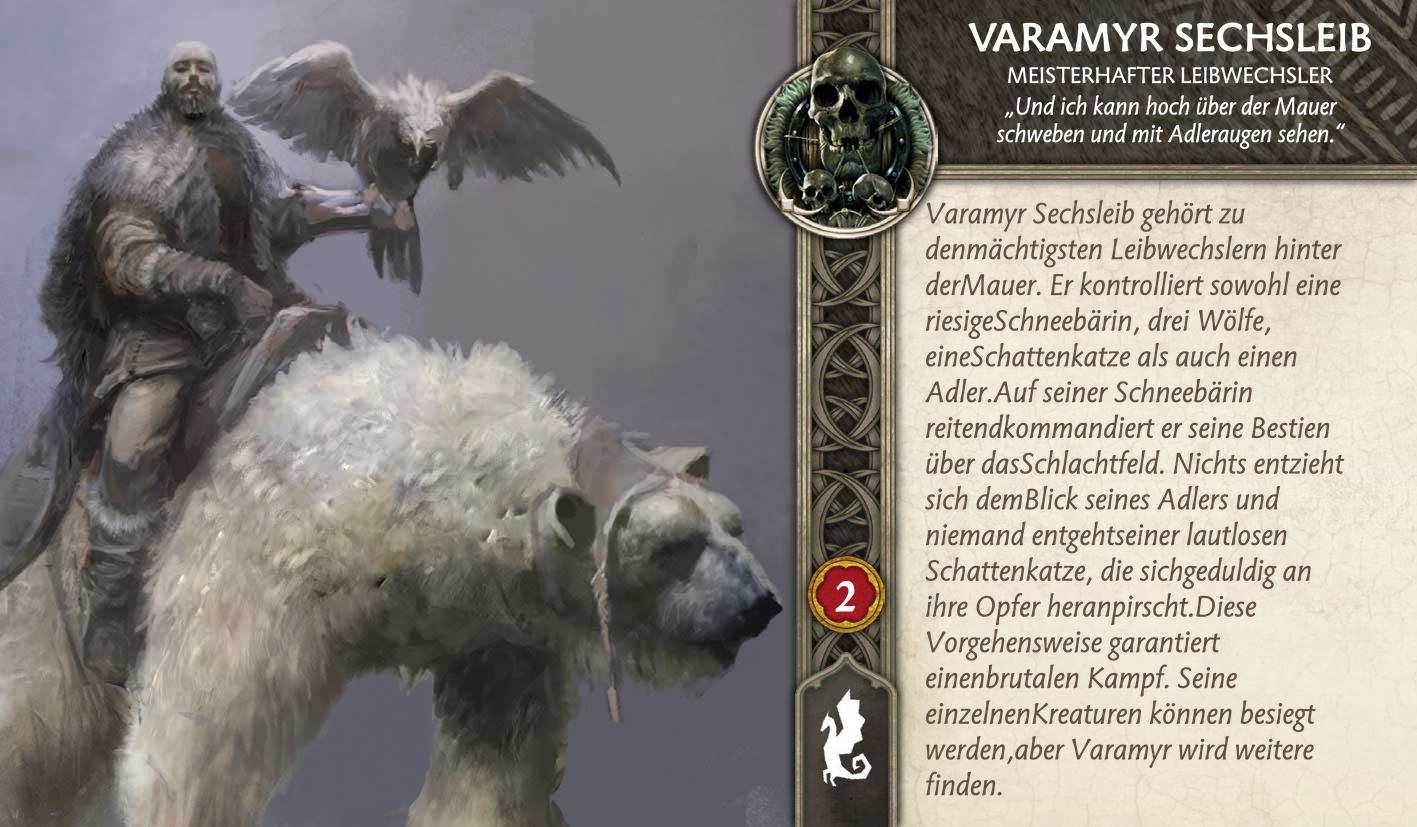 VARAMYR SECHSLEIB
MEISTERHAFTER LEIBWECHSLER
„Und ich kann hoch über der Mauer
schweben und mit Adleraugen sehen.“
Varamyr Sechsleib gehört zu
denmächtigsten Leibwechslern hinter
derMauer. Er kontrolliert sowohl eine
riesigeSchneebärin, drei Wölfe,
eineSchattenkatze als auch einen
Adler.Auf seiner Schneebärin
reitendkommandiert er seine Bestien
über dasSchlachtfeld. Nichts entzieht
sich demBlick seines Adlers und
niemand entgehtseiner lautlosen
Schattenkatze, die sichgeduldig an
ihre Opfer heranpirscht.Diese
Vorgehensweise garantiert
einenbrutalen Kampf. Seine
einzelnenKreaturen können besiegt
werden,aber Varamyr wird weitere
finden.
2